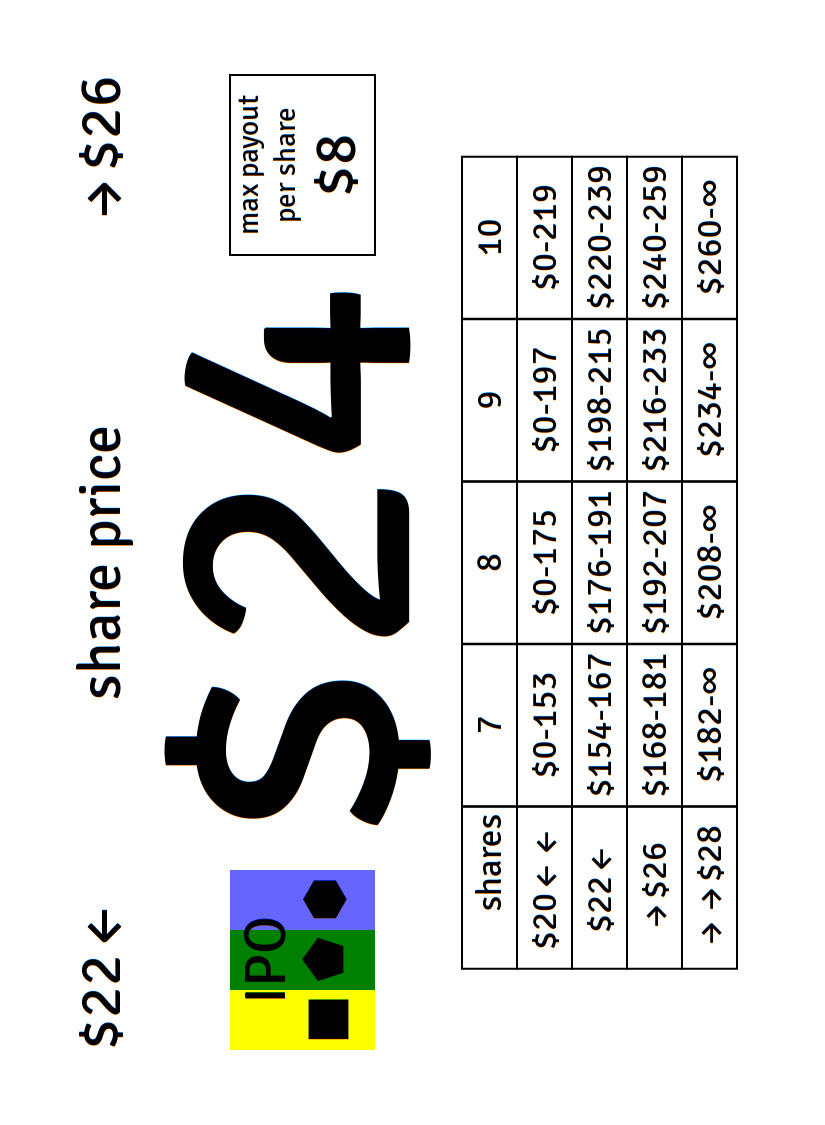 $22 ← share price → $26
IPO
$24
max payout
per share
$8
shares 7 8 9 10
$20 ← ← $0-153 $0-175 $0-197 $0-219
$22 ← $154-167 $176-191 $198-215 $220-239
→ $26 $168-181 $192-207 $216-233 $240-259
→ → $28 $182-∞ $208-∞ $234-∞ $260-∞